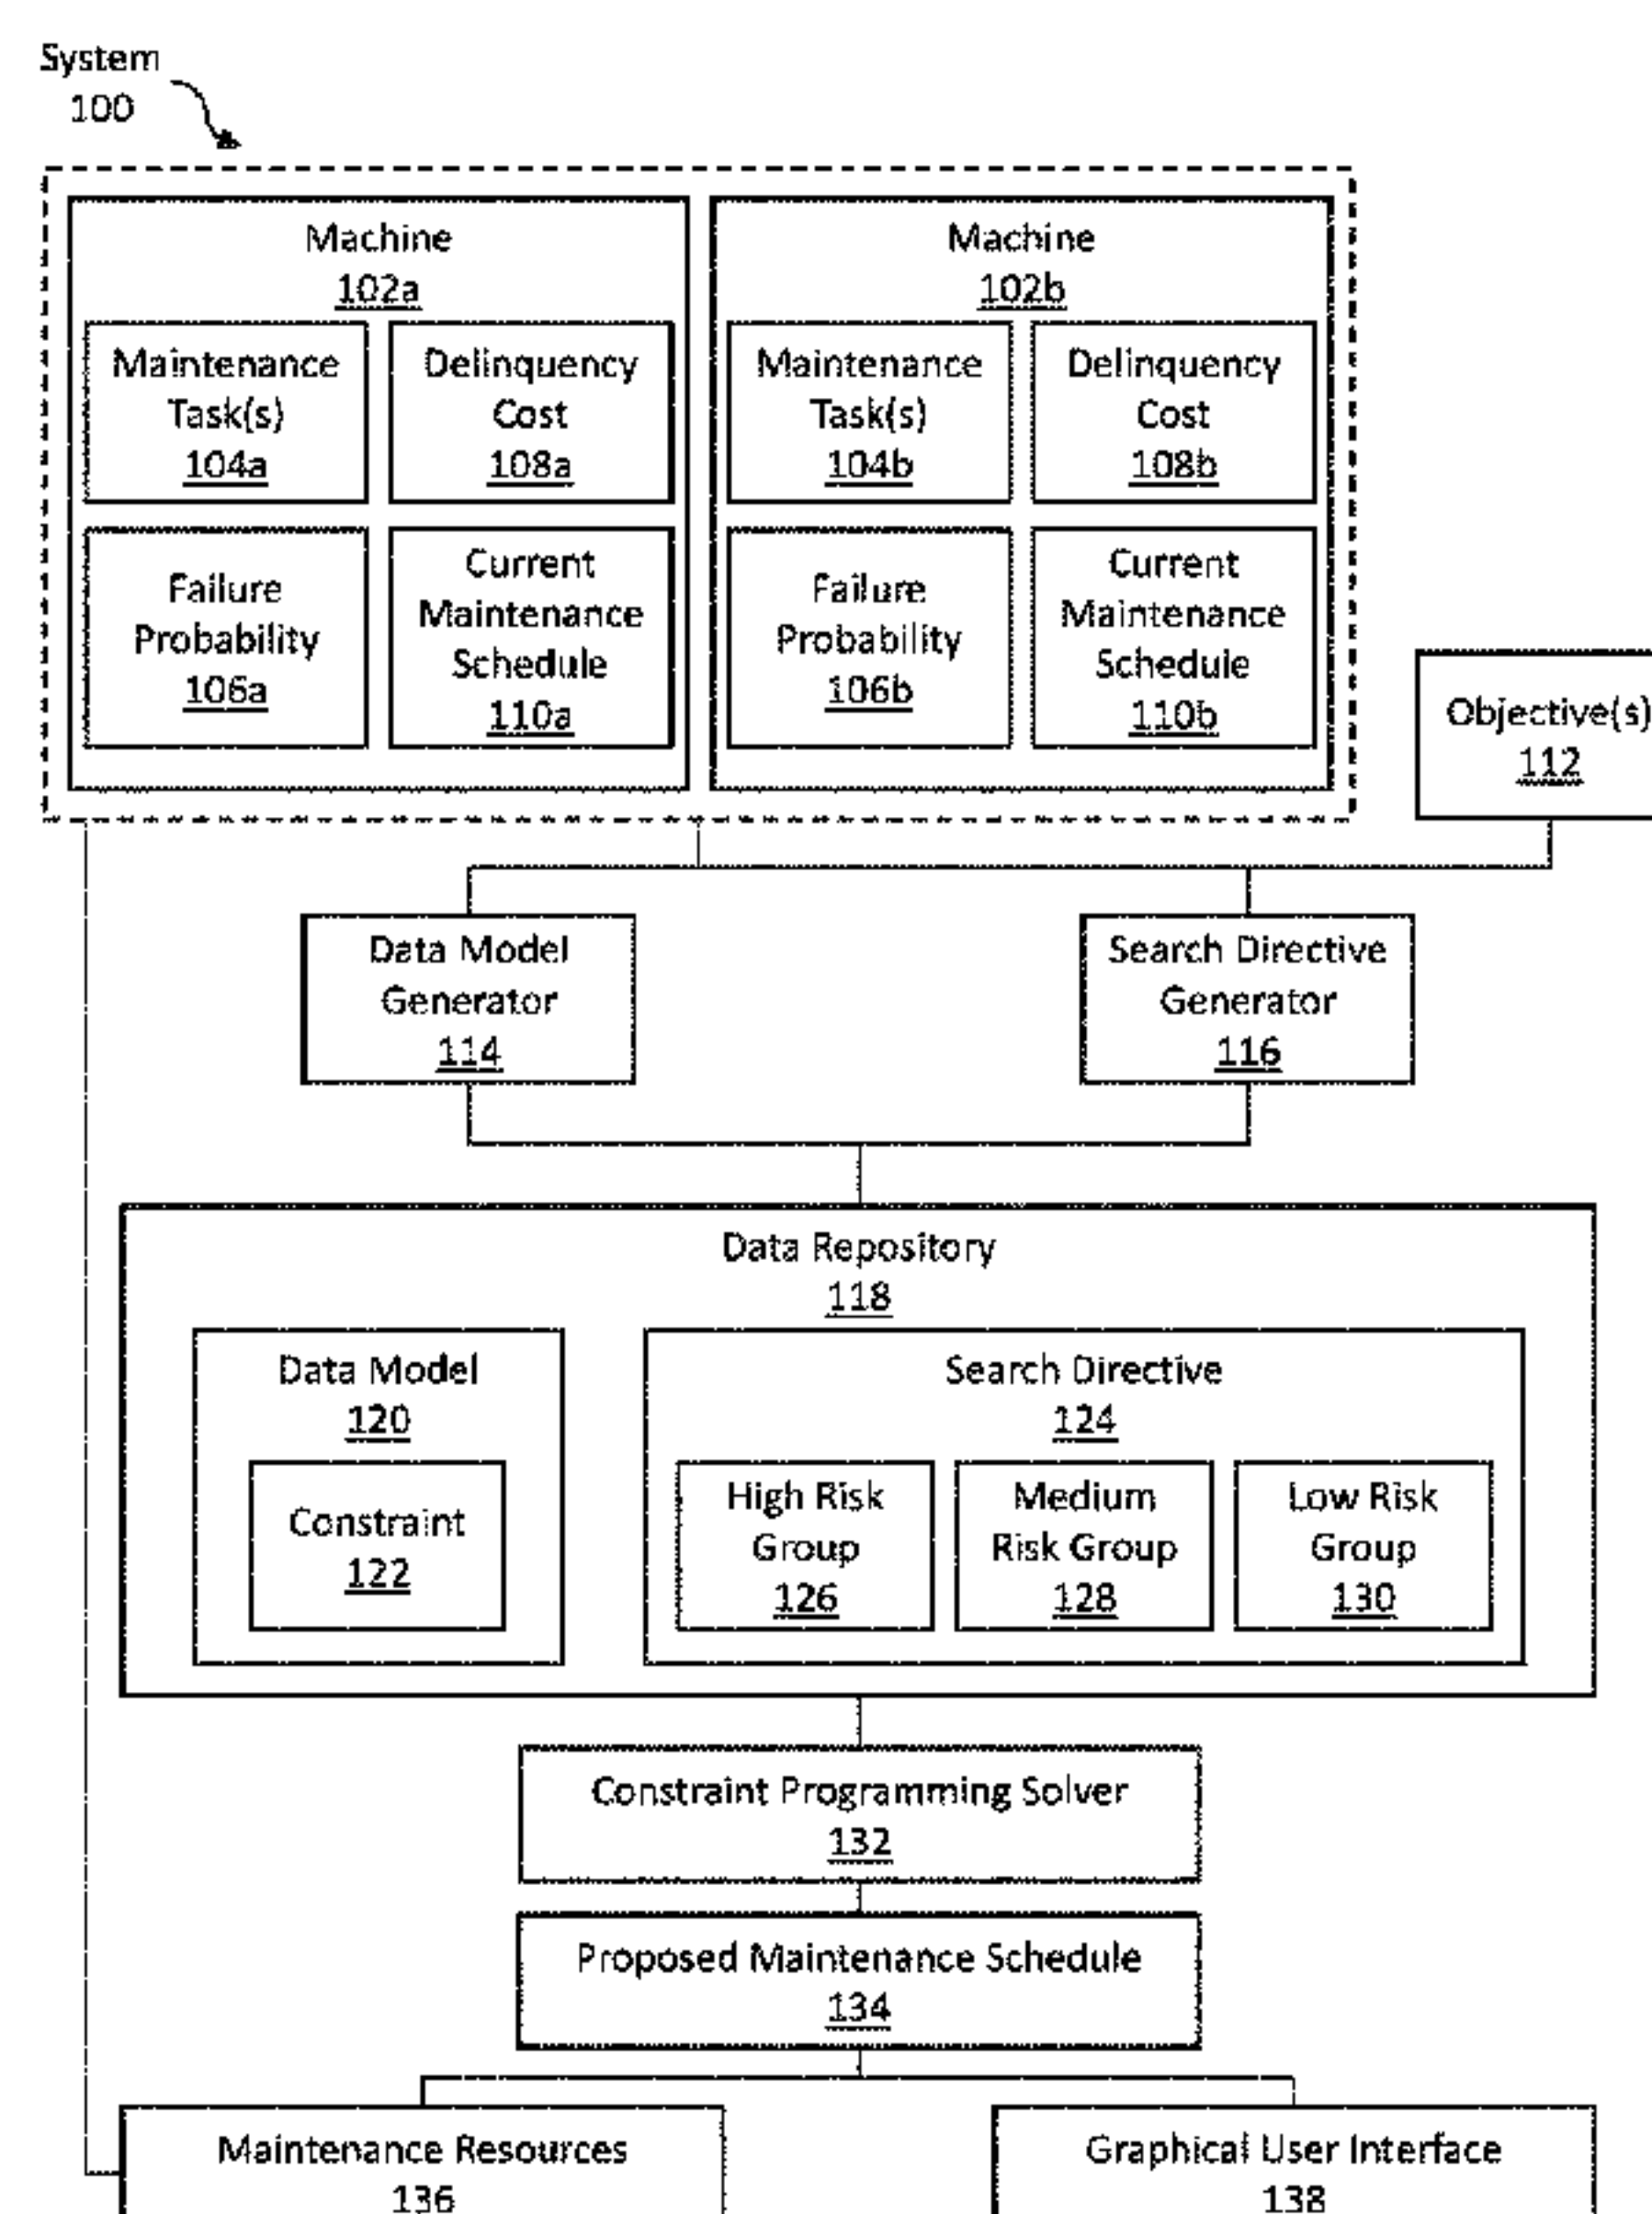 System
100
Machine
102a
Maintenance
Task(s)
104a
Delinquency
Cost
108a
Failure
Probability
106a
Current
Maintenance
Schedule
110a
Machine
102b
Maintenance
Task(s)
104b
Delinquency
Cost
108b
Failure
Probability
106b
Current
Maintenance
Schedule
110b
Objective(s)
112
Data Model
Generator
114
Search Directive
Generator
116
Data Repository
118
Data Model
120
Constraint
122
Search Directive
124
High Risk
Group
126
Medium
Risk Group
128
Low Risk
Group
130
Constraint Programming Solver
132
Proposed Maintenance Schedule
134
Maintenance Resources
136
Graphical User Interface
138